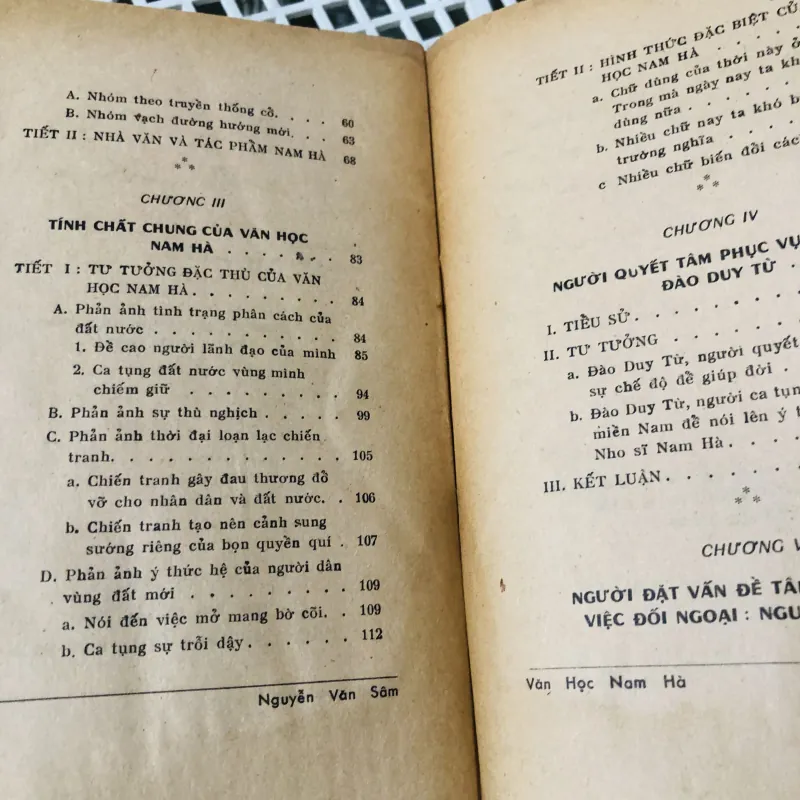 A. Nhóm theo truyền thống cổ. . . . 60
B. Nhóm vạch đường hướng mới. . . 63
TIẾT II : NHÀ VĂN VÀ TÁC PHẨM NAM HÀ 68
***
CHƯƠNG III
TÍNH CHẤT CHUNG CỦA VĂN HỌC
NAM HÀ . . . . . . . 83
TIẾT I : TƯ TƯỞNG ĐẶC THÙ CỦA VĂN
HỌC NAM HÀ. . . . . . . . . 84
A. Phản ảnh tình trạng phân cách của
đất nước . . . . . . . . . . . 84
1. Đề cao người lãnh đạo của mình 85
2. Ca tụng đất nước vùng mình
chiếm giữ . . . . . . . . . 94
B. Phản ảnh sự thù nghịch . . . . . 99
C. Phản ảnh thời đại loạn lạc chiến
tranh. . . . . . . . . . . . . 105
a. Chiến tranh gây đau thương đổ
vỡ cho nhân dân và đất nước. . 106
b. Chiến tranh tạo nên cảnh sung
sướng riêng của bọn quyền quí . 107
D. Phản ảnh ý thức hệ của người dân
vùng đất mới . . . . . . . . 109
a. Nói đến việc mở mang bờ cõi. . 109
b. Ca tụng sự trỗi dậy. . . . . . 112
Nguyễn Văn Sâm
TIẾT II : HÌNH THỨC ĐẶC BIỆT CỦ
HỌC NAM HÀ . . . . .
a. Chữ dùng của thời này ở
Trong mà ngày nay ta kh
dùng nữa . . . . . .
b. Nhiều chữ nay ta khó b
trường nghĩa . . . .
c Nhiều chữ biến đổi các
***
CHƯƠNG IV
NGƯỜI QUYẾT TÂM PHỤC VỤ
ĐÀO DUY TỪ .
I. TIỂU SỬ . . . . . . .
II. TƯ TƯỞNG . . . . . .
a. Đào Duy Từ, người quyết
sự chế độ để giúp đời .
b. Đào Duy Từ, người ca tụn
miền Nam để nói lên ý t
Nho sĩ Nam Hà . . . .
III. KẾT LUẬN . . . . . .
***
CHƯƠNG V
NGƯỜI ĐẶT VẤN ĐỀ TÂ
VIỆC ĐỐI NGOẠI : NGU
Văn Học Nam Hà